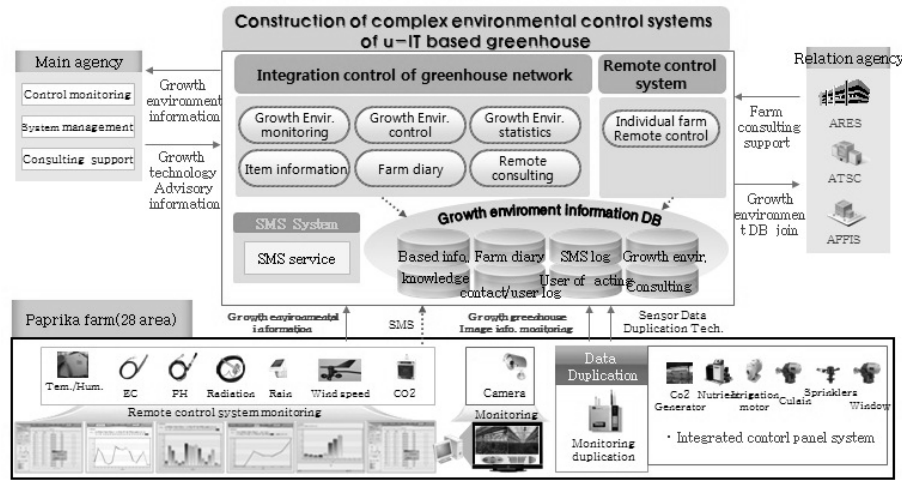 Construction of complex environmental control systems
of u-IT based greenhouse
Main agency
Control monitoring
System management
Consulting support
Growth
environment
information
Growth
technology
Advisory
information
Integration control of greenhouse network
Growth Envir.
monitoring
Growth Envir.
control
Growth Envir.
statistics
Item information
Farm diary
Remote
consulting
Remote control
system
Individual farm
Remote control
Relation agency
ARES
ATSC
AFFIS
Farm
consulting
support
Growth
environmen
t DB join
SMS System
SMS service
Growth enviroment information DB
Based info.
Farm diary
SMS log
Growth envir.
knowledge
contact/user log
User of acting
Consulting
Paprika farm(28 area)
Growth environmental
information
SMS
Growth greenhouse
Image info. monitoring
Sensor Data
Duplication Tech.
Tem./Hum.
EC
PH
Radiation
Rain
Wind speed
CO2
Remote control system monitoring
Camera
Monitoring
Data
Duplication
Monitoring
duplication
Co2
Generator
Nutrient
Irrigation
motor
Culain
Sprinklers
Window
· Integrated contorl panel system